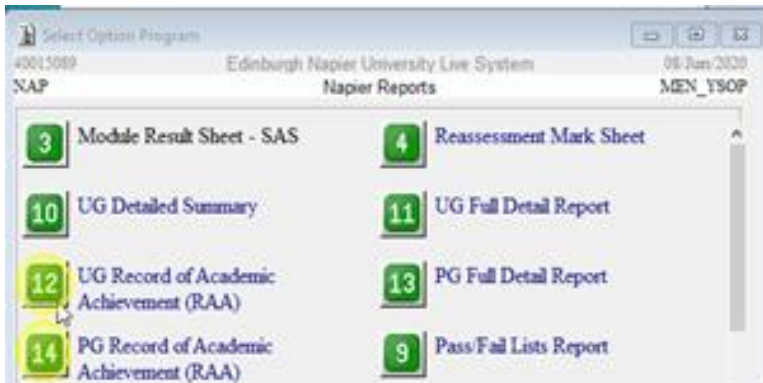 Select Option Program
40015089 Edinburgh Napier University Live System 08 Jun 2020
NAP Napier Reports MEN_YSOP
3 Module Result Sheet - SAS 4 Reassessment Mark Sheet
10 UG Detailed Summary 11 UG Full Detail Report
12 UG Record of Academic
Achievement (RAA)
13 PG Full Detail Report
14 PG Record of Academic
Achievement (RAA)
9 Pass/Fail Lists Report